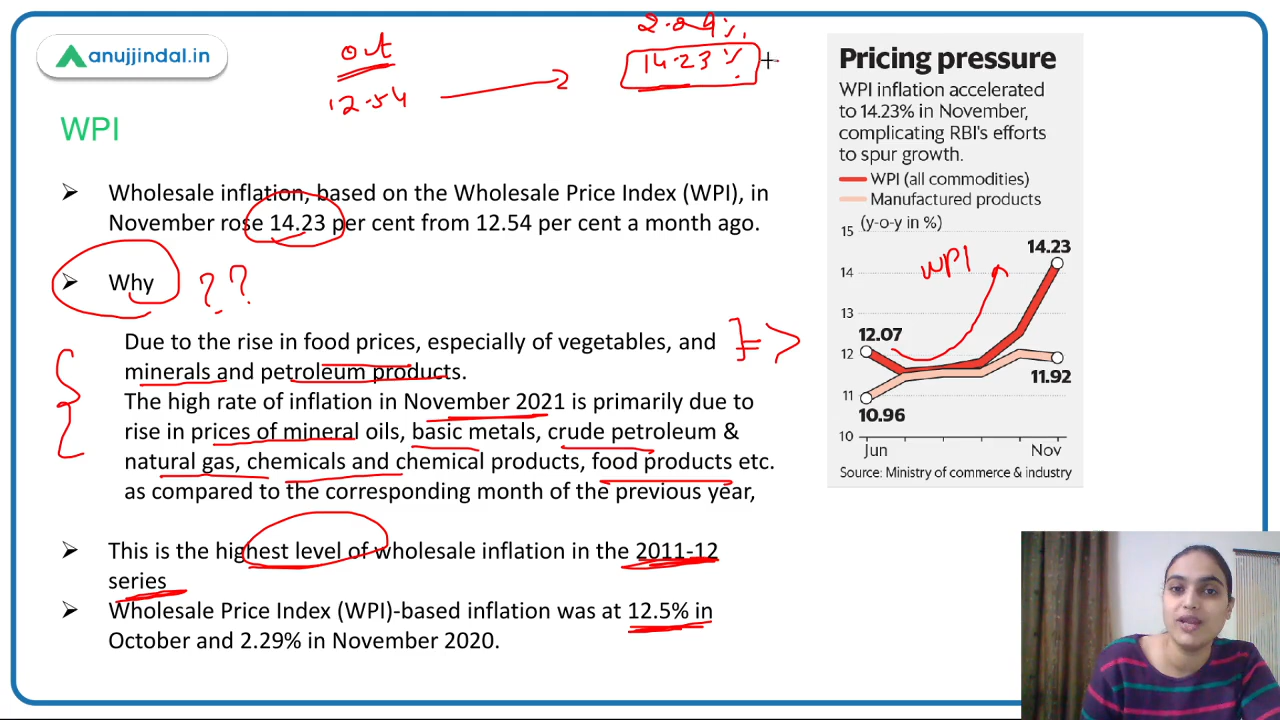 anujjindal.in
out
12.54
2.29%
14.23%
WPI
Wholesale inflation, based on the Wholesale Price Index (WPI), in
November rose 14.23 per cent from 12.54 per cent a month ago.
Why
??
Due to the rise in food prices, especially of vegetables, and
minerals and petroleum products.
The high rate of inflation in November 2021 is primarily due to
rise in prices of mineral oils, basic metals, crude petroleum &
natural gas, chemicals and chemical products, food products etc.
as compared to the corresponding month of the previous year,
This is the highest level of wholesale inflation in the 2011-12
series
Wholesale Price Index (WPI)-based inflation was at 12.5% in
October and 2.29% in November 2020.
Pricing pressure
WPI inflation accelerated
to 14.23% in November,
complicating RBI's efforts
to spur growth.
WPI (all commodities)
Manufactured products
(y-o-y in %)
15
14.23
WPI
14
13
12.07
12
11.92
11
10.96
10
Jun Nov
Source: Ministry of commerce & industry